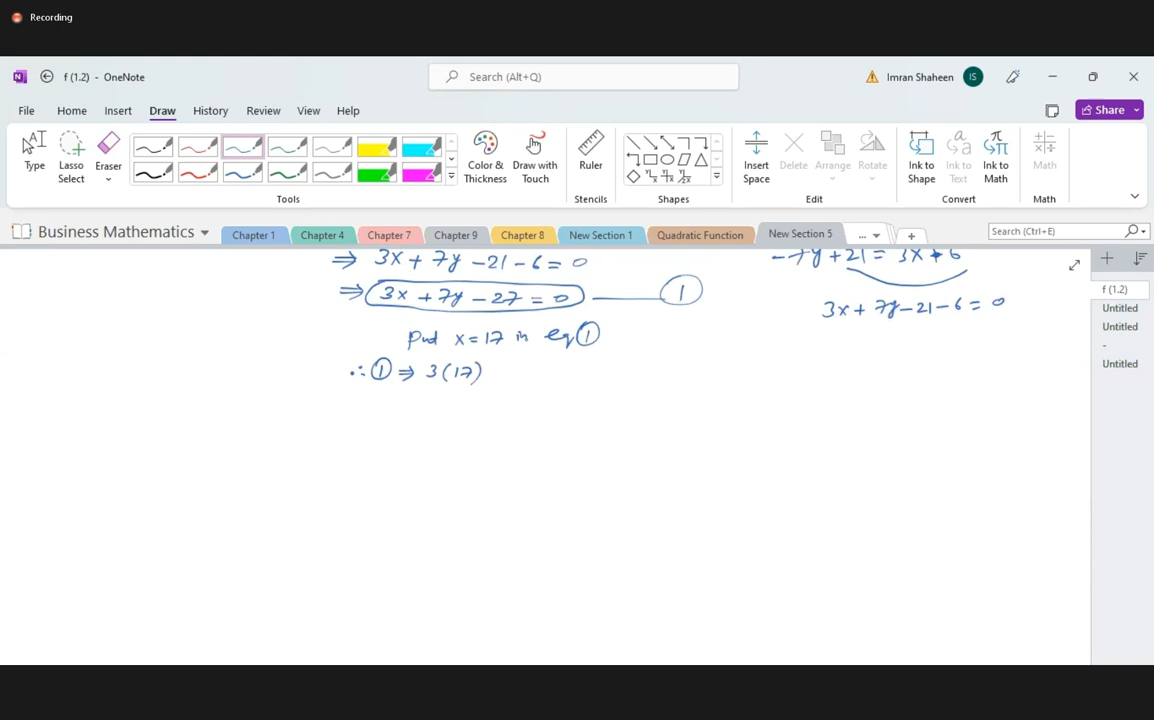 Recording
f (1.2) - OneNote
Search (Alt+Q)
Imran Shaheen
IS
File Home Insert Draw History Review View Help
Share
Type
Lasso Select
Eraser
Color & Thickness
Draw with Touch
Ruler
Insert Space
Delete
Arrange
Rotate
Ink to Shape
Ink to Text
Ink to Math
Math
Tools
Stencils
Shapes
Edit
Convert
Math
Business Mathematics
Chapter 1
Chapter 4
Chapter 7
Chapter 9
Chapter 8
New Section 1
Quadratic Function
New Section 5
...
Search (Ctrl+E)
⇒ 3x + 7y - 21 - 6 = 0
⇒ 3x + 7y - 27 = 0 ——— 1
Put x = 17 in eq 1
∴ 1 ⇒ 3(17)
-7y + 21 = 3x + 6
3x + 7y - 21 - 6 = 0
f (1.2)
Untitled
Untitled
-
Untitled